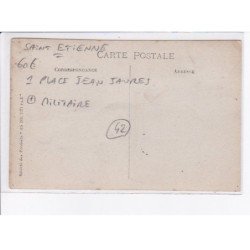 SAINT ETIENNE
CARTE POSTALE
60€
CORRESPONDANCE
ADRESSE
1 PLACE JEAN JAURES
+ MILITAIRE
42